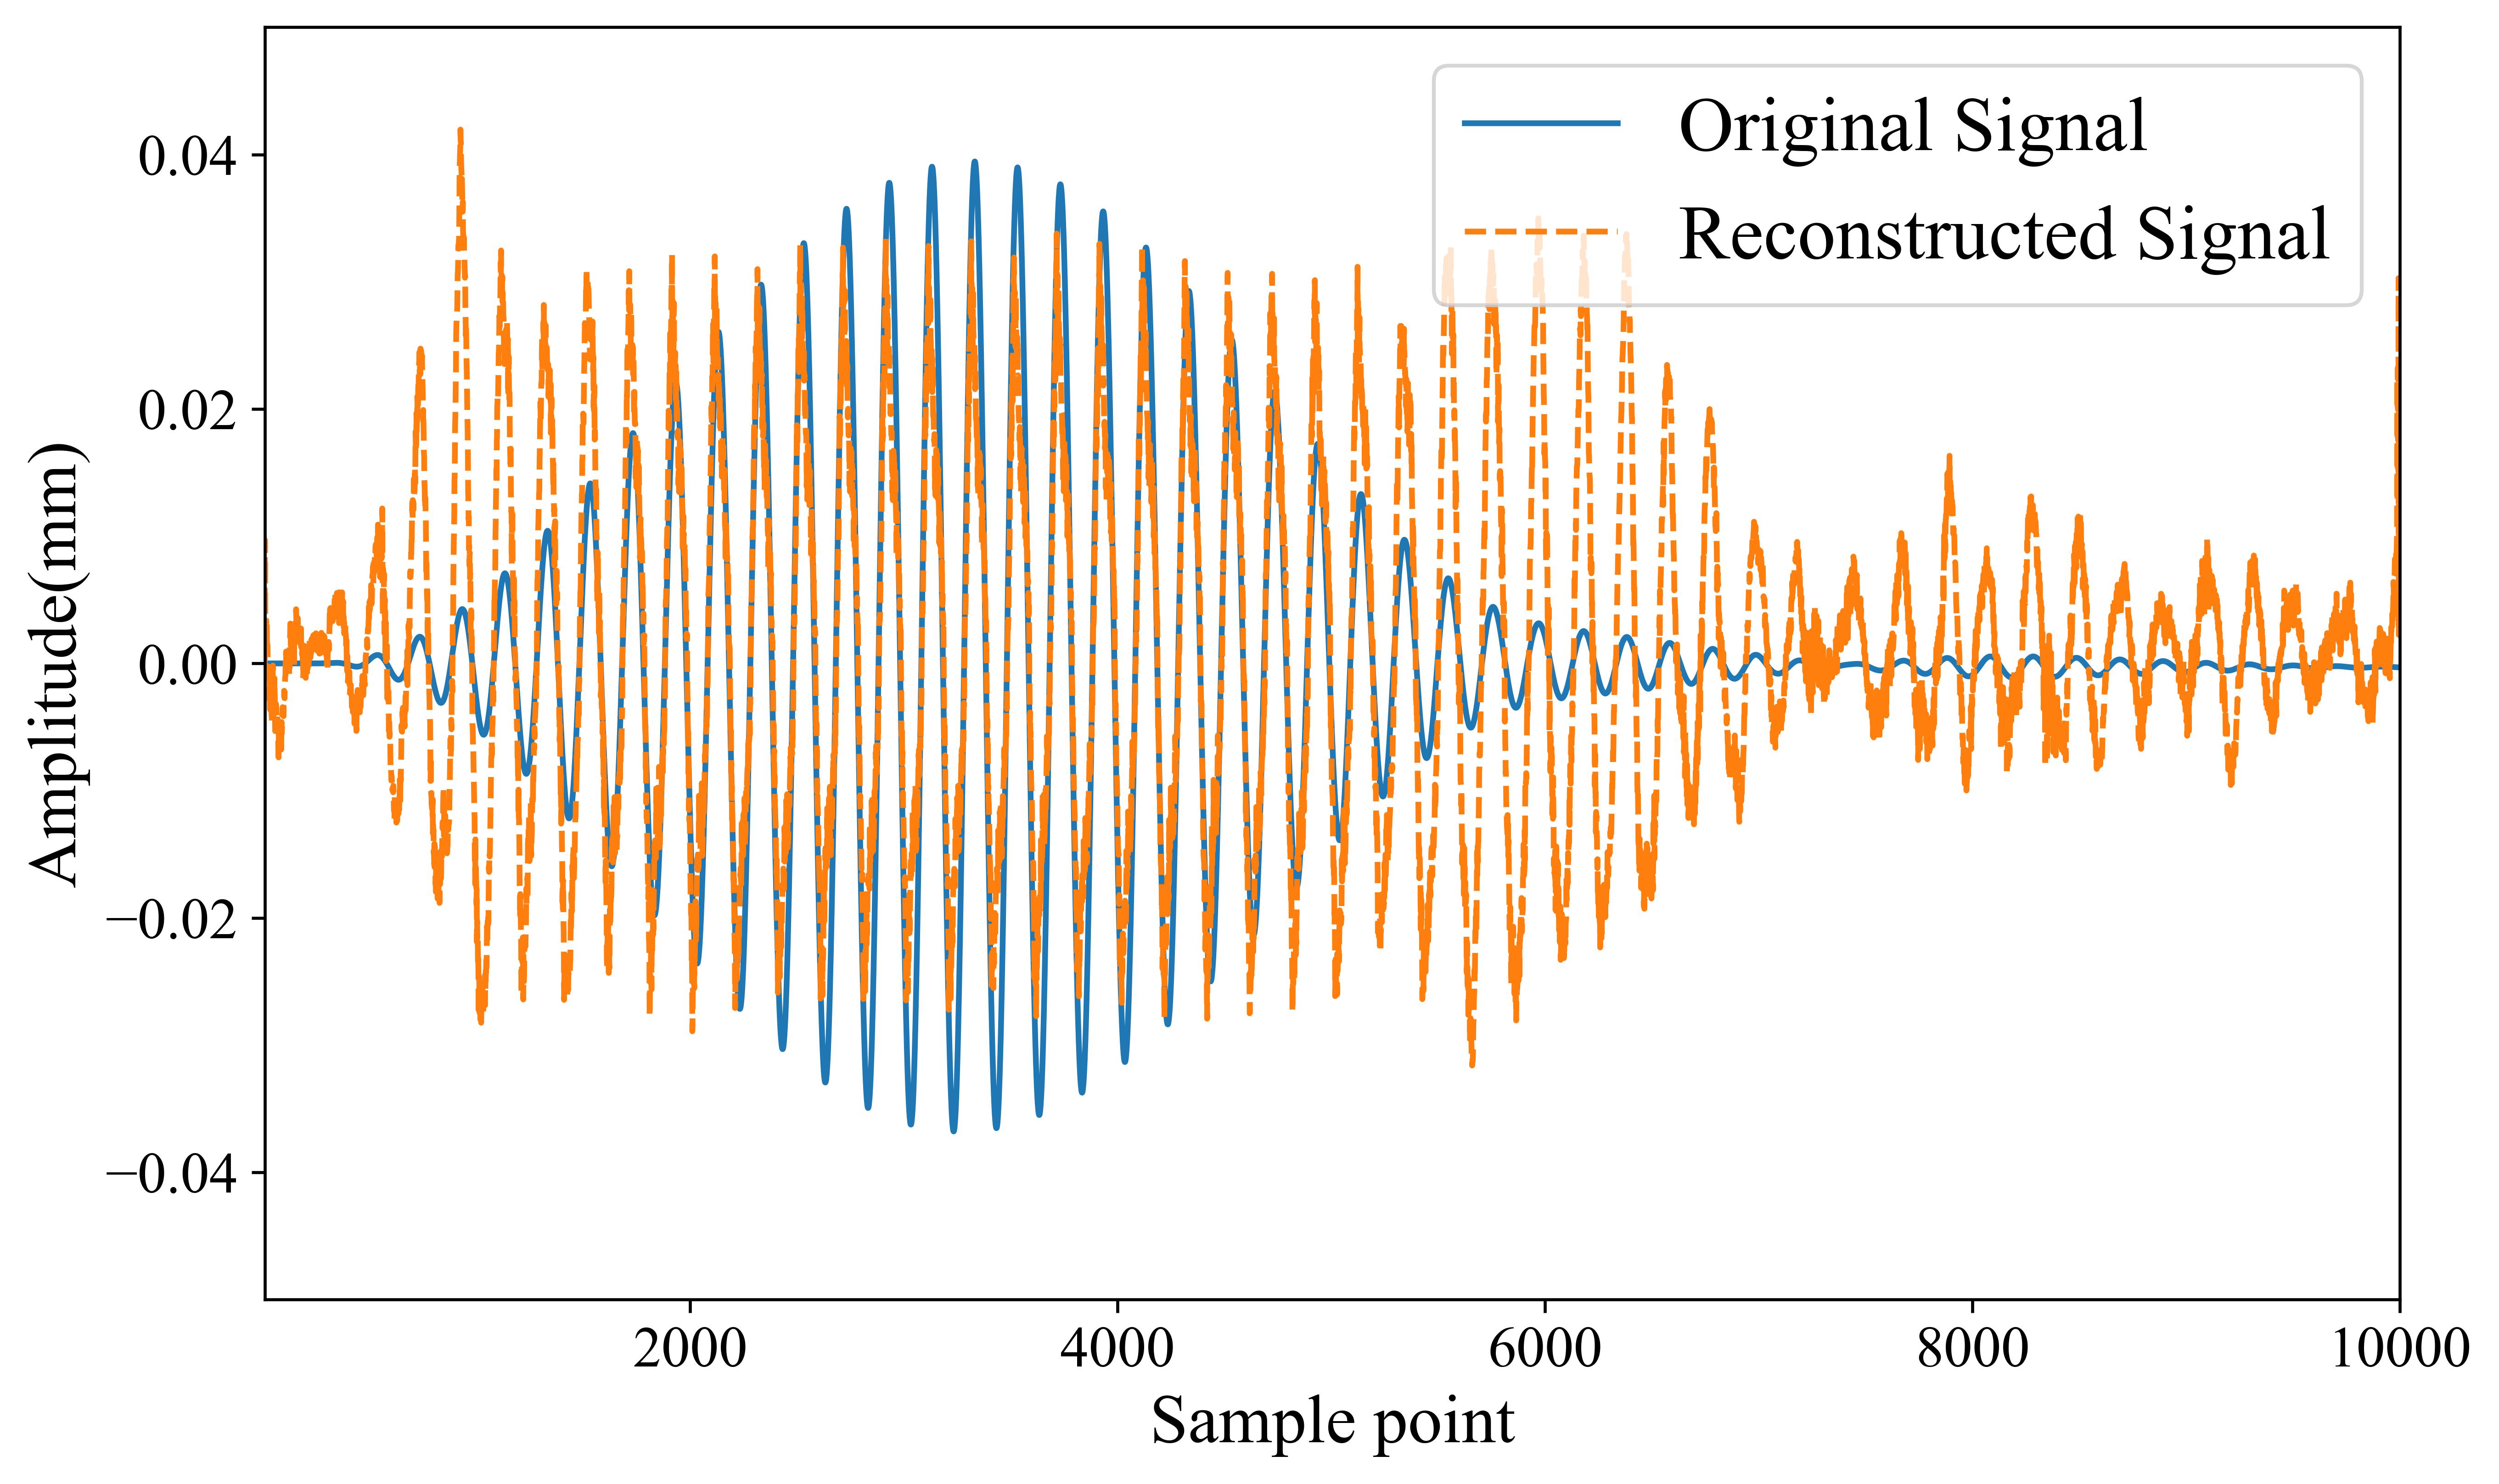 Original Signal
Reconstructed Signal
0.04
0.02
0.00
−0.02
−0.04
Amplitude(mm)
2000 4000 6000 8000 10000
Sample point